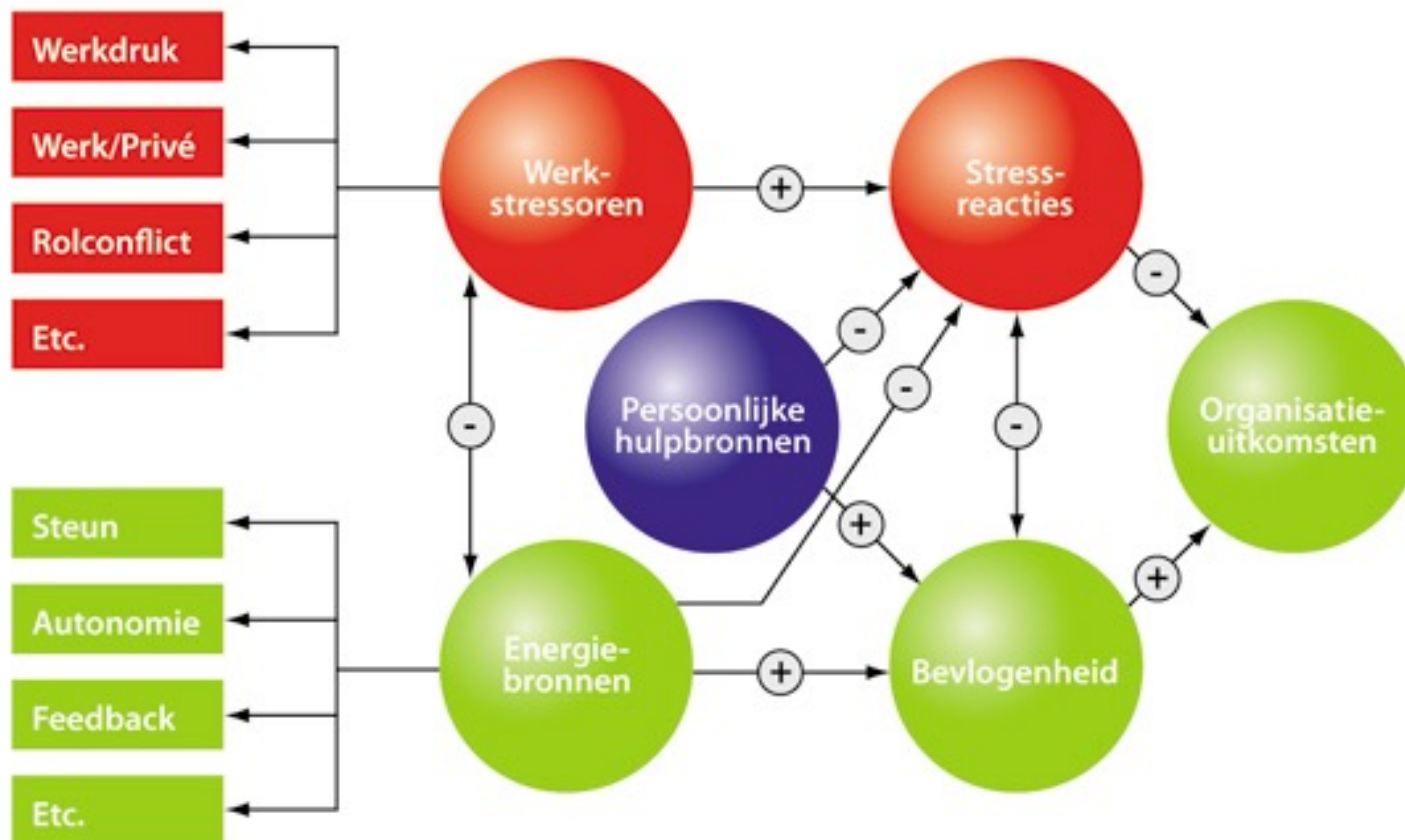 Werkdruk
Werk/Privé
Rolconflict
Etc.
Werk-
stressoren
+
Stress-
reacties
-
-
-
-
-
Persoonlijke
hulpbronnen
Organisatie-
uitkomsten
+
+
Steun
Autonomie
Feedback
Etc.
Energie-
bronnen
+
Bevlogenheid